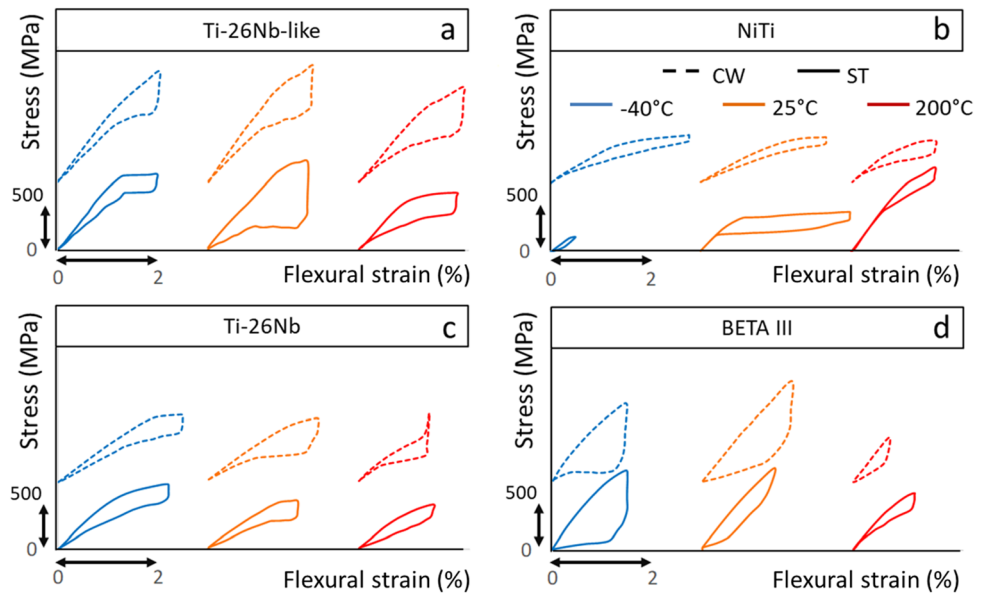 Ti-26Nb-like
a
Stress (MPa)
500
0
0
2
Flexural strain (%)
NiTi
b
CW
ST
-40°C
25°C
200°C
Stress (MPa)
500
0
0
2
Flexural strain (%)
Ti-26Nb
c
Stress (MPa)
500
0
0
2
Flexural strain (%)
BETA III
d
Stress (MPa)
500
0
0
2
Flexural strain (%)